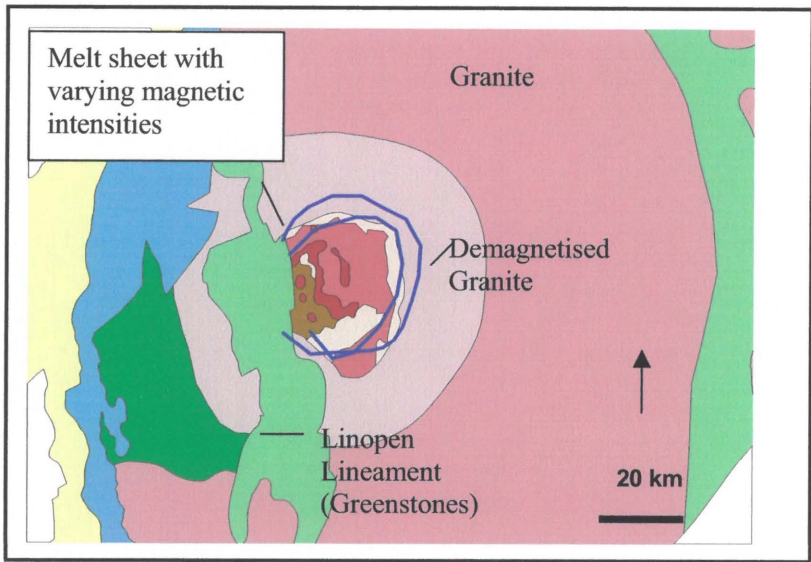 Melt sheet with
varying magnetic
intensities
Granite
Demagnetised
Granite
Linopen
Lineament
(Greenstones)
20 km